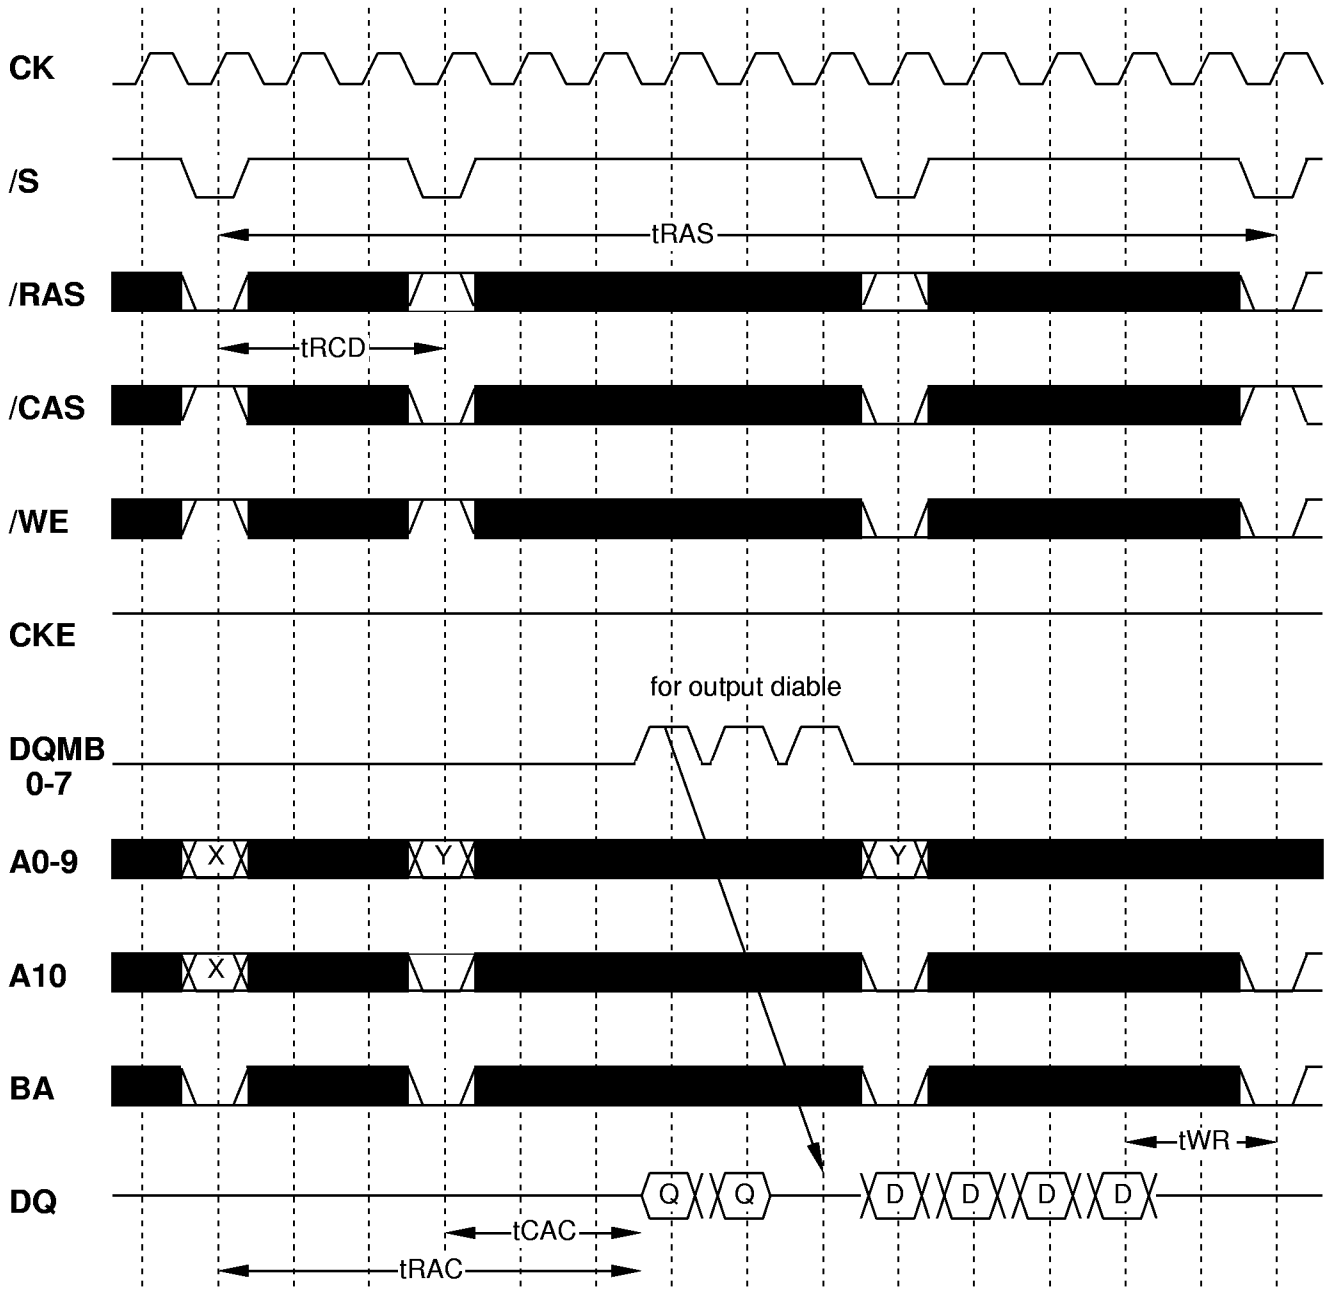 CK
/S
tRAS
/RAS
tRCD
/CAS
/WE
CKE
for output diable
DQMB
0-7
A0-9 X Y Y
A10 X
BA
tWR
DQ Q Q D D D D
tCAC
tRAC